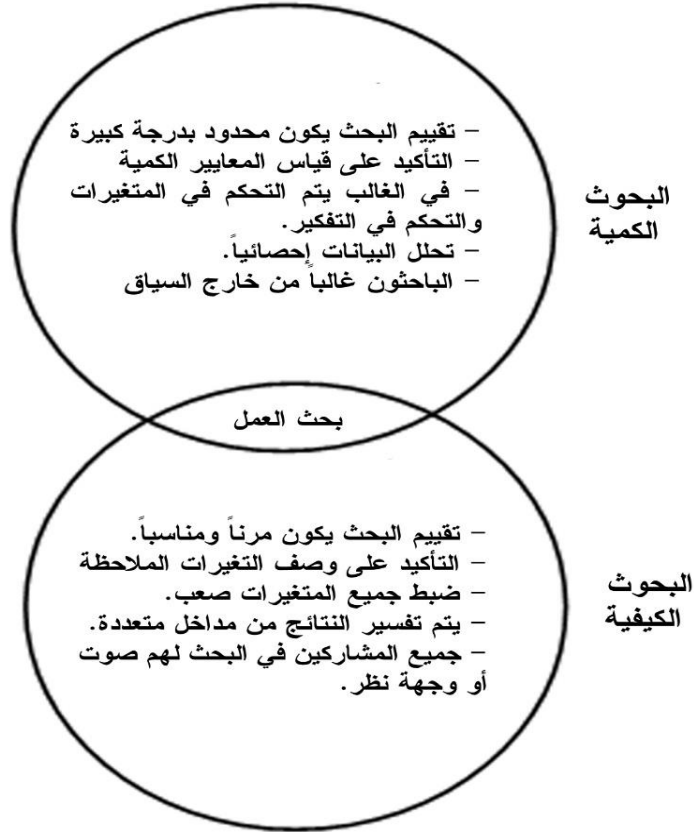 – تقييم البحث يكون محدود بدرجة كبيرة
– التأكيد على قياس المعايير الكمية
– في الغالب يتم التحكم في المتغيرات
والتحكم في التفكير.
– تحلل البيانات إحصائياً.
– الباحثون غالباً من خارج السياق
البحوث
الكمية
بحث العمل
– تقييم البحث يكون مرناً ومناسباً.
– التأكيد على وصف التغيرات الملاحظة
– ضبط جميع المتغيرات صعب.
– يتم تفسير النتائج من مداخل متعددة.
– جميع المشاركين في البحث لهم صوت
أو وجهة نظر.
البحوث
الكيفية